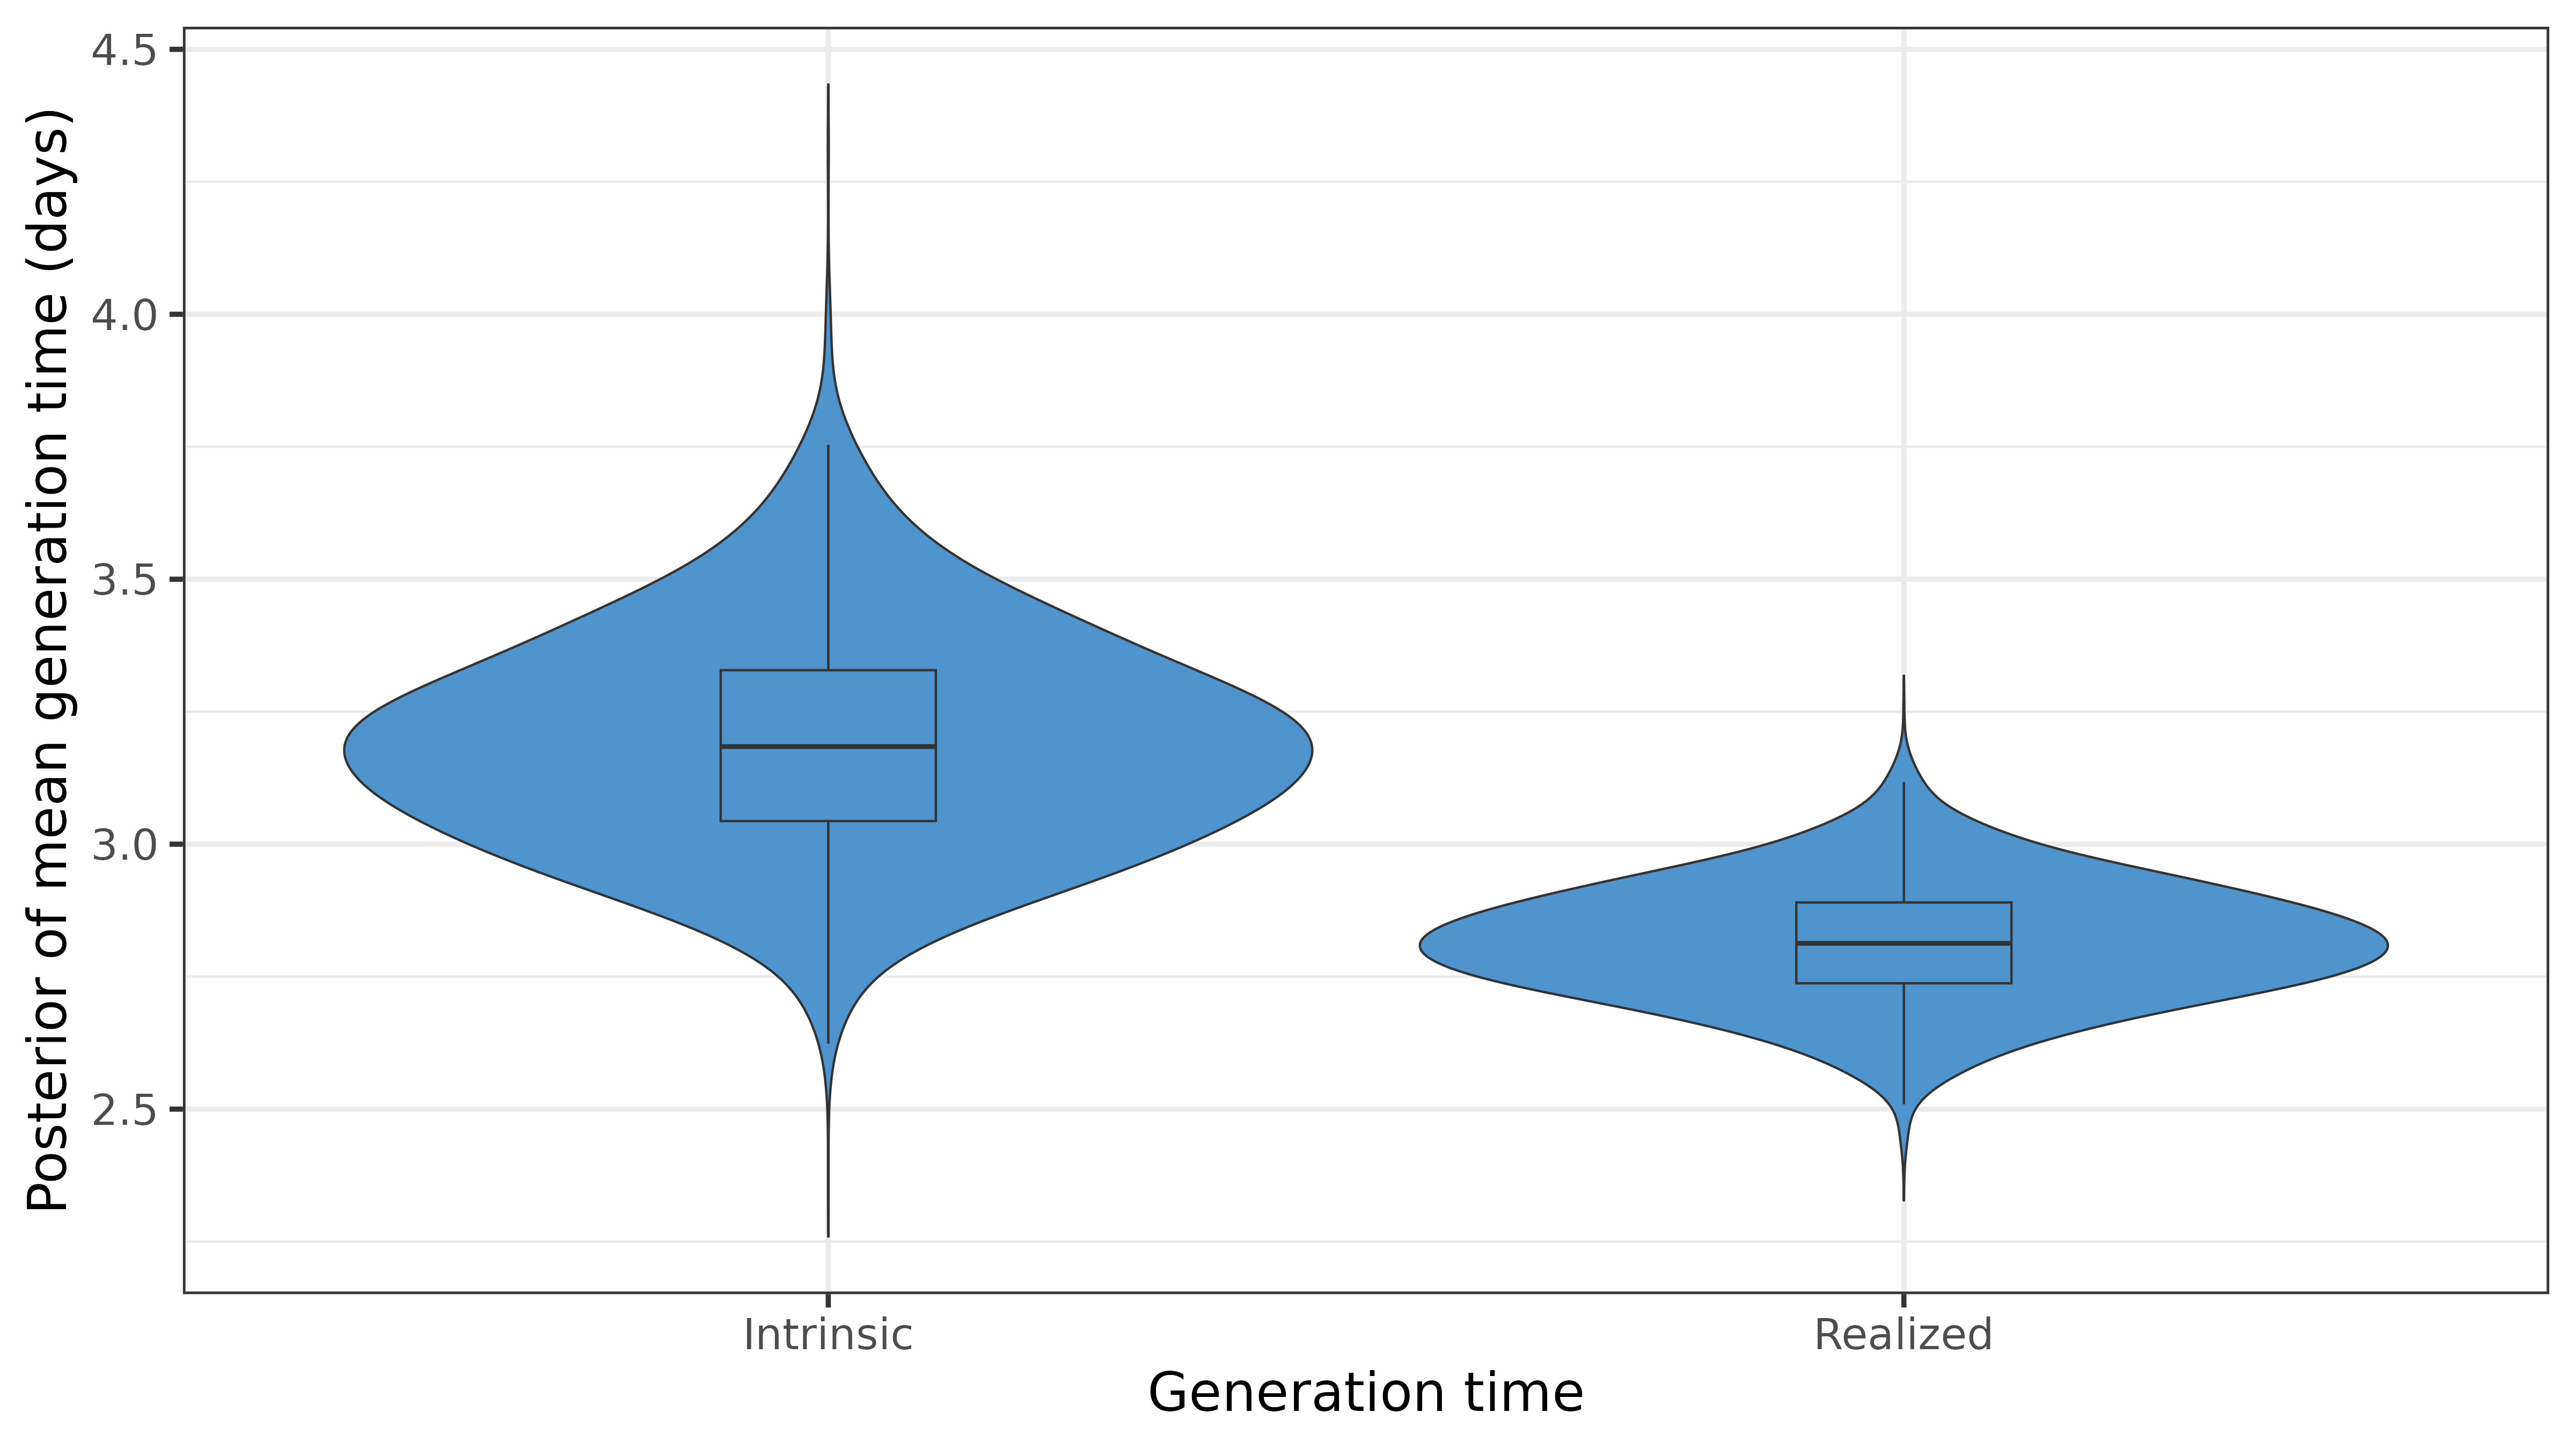 Posterior of mean generation time (days)
4.5
4.0
3.5
3.0
2.5
Intrinsic
Realized
Generation time